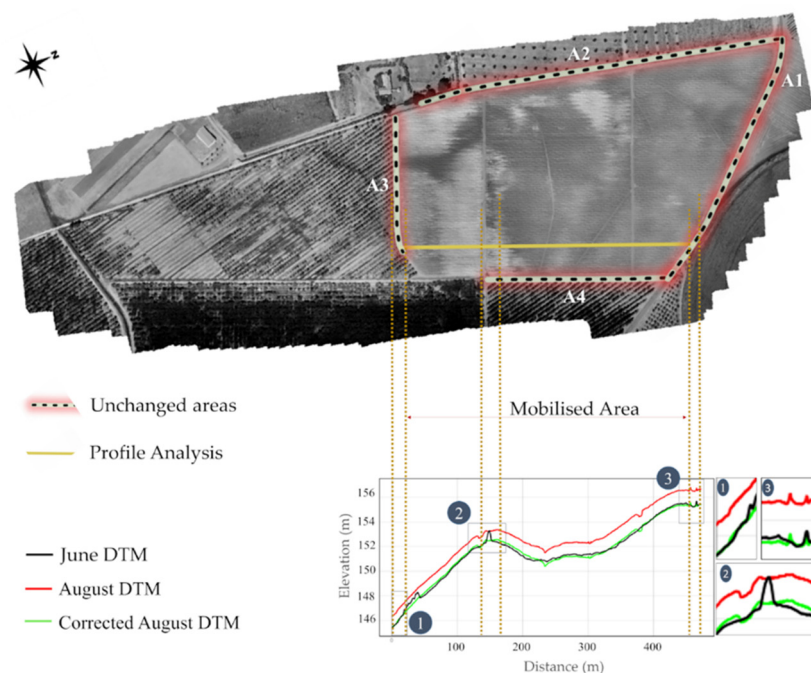 z
A2
A1
A3
A4
Unchanged areas
Mobilised Area
Profile Analysis
June DTM
August DTM
Corrected August DTM
Elevation (m)
156
154
152
150
148
146
1
2
3
100
200
300
400
Distance (m)
1
3
2